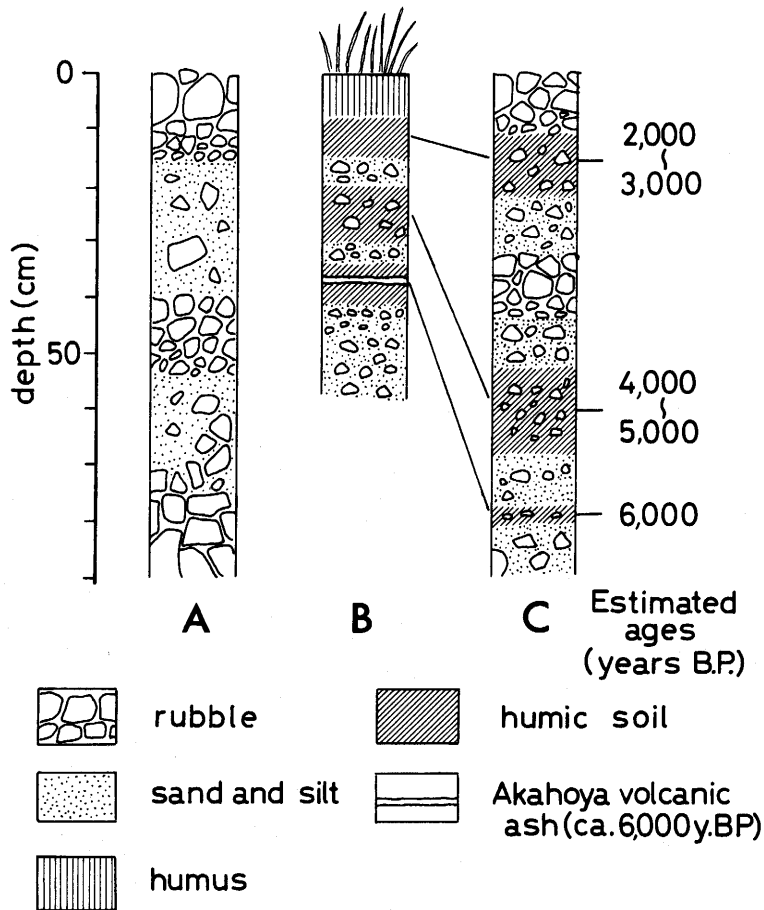 0
50
depth (cm)
2,000
~
3,000
4,000
~
5,000
6,000
A
B
C
Estimated
ages
(years B.P.)
rubble
humic soil
sand and silt
Akahoya volcanic
ash (ca. 6,000 y. BP)
humus